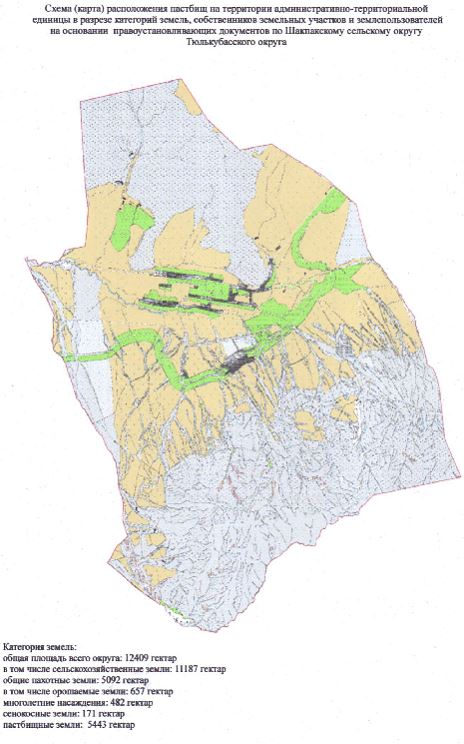 Схема (карта) расположения пастбищ на территории административно-территориальной
единицы в разрезе категорий земель, собственников земельных участков и землепользователей
на основании правоустановливающих документов по Шакпакскому сельскому округу
Тюлькубасского округа
Категория земель:
общая площадь всего округа: 12409 гектар
в том числе сельскохозяйственные земли: 11187 гектар
общие пахотные земли: 5092 гектар
в том числе орошаемые земли: 657 гектар
многолетние насаждения: 482 гектар
сенокосные земли: 171 гектар
пастбищные земли: 5443 гектар